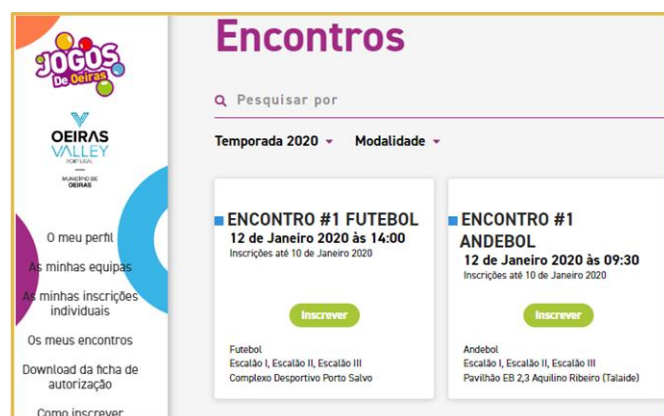 JOGOS
De Oeiras
OEIRAS
VALLEY
PORTUGAL
MUNICÍPIO DE
OEIRAS
O meu perfil
As minhas equipas
As minhas inscrições
individuais
Os meus encontros
Download da ficha de
autorização
Como inscrever
Encontros
Pesquisar por
Temporada 2020 Modalidade
ENCONTRO #1 FUTEBOL
12 de Janeiro 2020 às 14:00
Inscrições até 10 de Janeiro 2020
Inscrever
Futebol
Escalão I, Escalão II, Escalão III
Complexo Desportivo Porto Salvo
ENCONTRO #1
ANDEBOL
12 de Janeiro 2020 às 09:30
Inscrições até 10 de Janeiro 2020
Inscrever
Andebol
Escalão I, Escalão II, Escalão III
Pavilhão EB 2,3 Aquilino Ribeiro (Talaide)